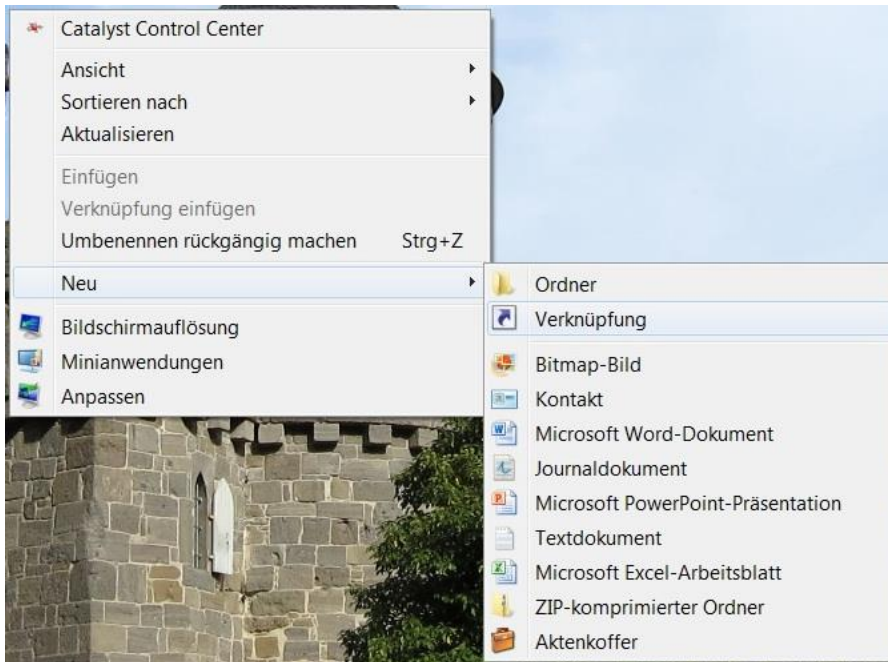 Catalyst Control Center
Ansicht
Sortieren nach
Aktualisieren
Einfügen
Verknüpfung einfügen
Umbenennen rückgängig machen Strg+Z
Neu
Bildschirmauflösung
Minianwendungen
Anpassen
Ordner
Verknüpfung
Bitmap-Bild
Kontakt
Microsoft Word-Dokument
Journaldokument
Microsoft PowerPoint-Präsentation
Textdokument
Microsoft Excel-Arbeitsblatt
ZIP-komprimierter Ordner
Aktenkoffer